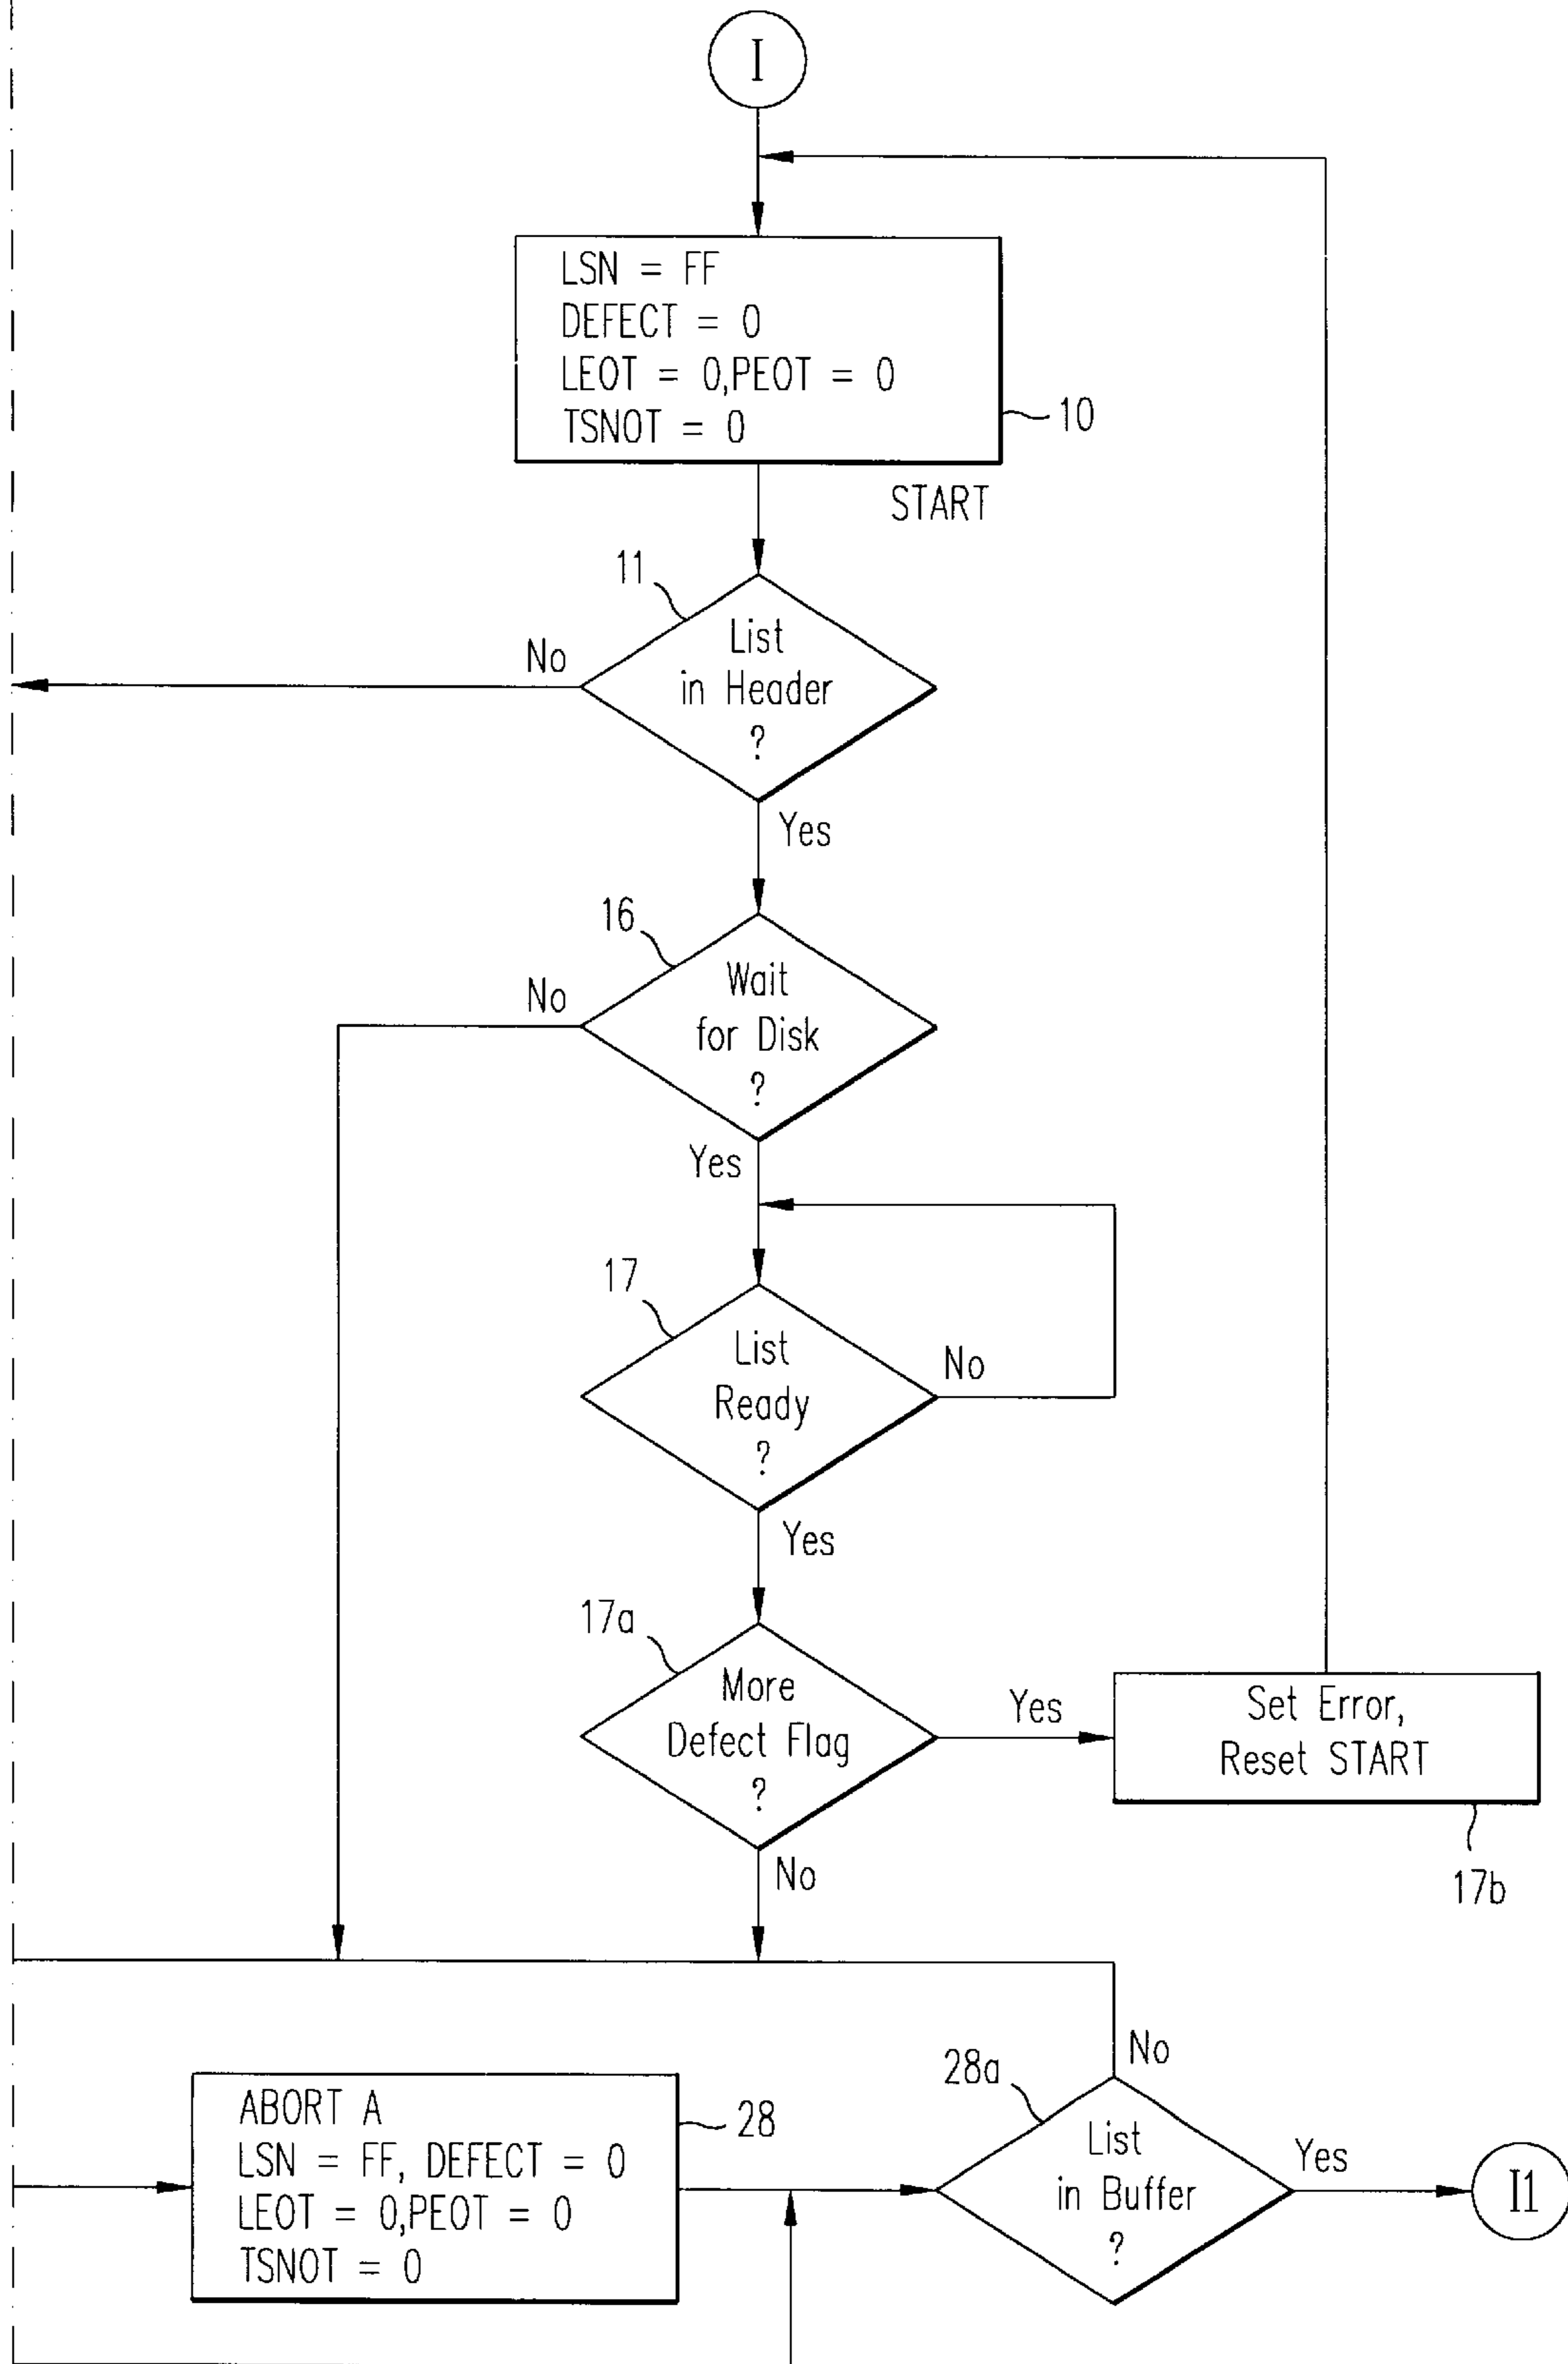 I
LSN = FF
DEFECT = 0
LEOT = 0,PEOT = 0
TSNOT = 0
10
START
11
List
in Header
?
No
Yes
16
Wait
for Disk
?
No
Yes
17
List
Ready
?
No
Yes
17a
More
Defect Flag
?
Yes
Set Error,
Reset START
17b
No
ABORT A
LSN = FF, DEFECT = 0
LEOT = 0,PEOT = 0
TSNOT = 0
28
28a
No
List
in Buffer
?
Yes
I1